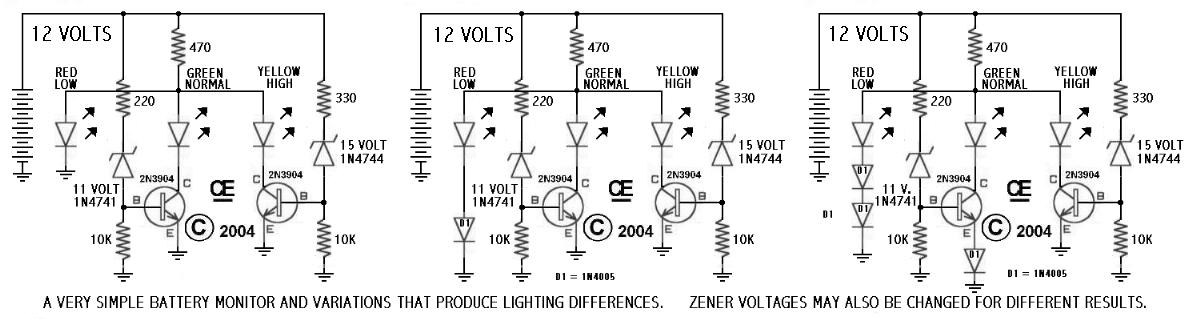 12 VOLTS
470
RED
LOW
GREEN
NORMAL
YELLOW
HIGH
220
330
15 VOLT
1N4744
2N3904
2N3904
11 VOLT
1N4741
B
C
E
CE
C
E
B
© 2004
10K
10K
12 VOLTS
470
RED
LOW
GREEN
NORMAL
YELLOW
HIGH
220
330
15 VOLT
1N4744
2N3904
2N3904
11 VOLT
1N4741
B
C
E
CE
C
E
B
D1
© 2004
10K
10K
D1 = 1N4005
12 VOLTS
470
RED
LOW
GREEN
NORMAL
YELLOW
HIGH
220
330
15 VOLT
1N4744
D1
2N3904
2N3904
11 V.
1N4741
D1
D1
B
C
E
CE
C
E
B
© 2004
10K
10K
D1
D1 = 1N4005
A VERY SIMPLE BATTERY MONITOR AND VARIATIONS THAT PRODUCE LIGHTING DIFFERENCES. ZENER VOLTAGES MAY ALSO BE CHANGED FOR DIFFERENT RESULTS.